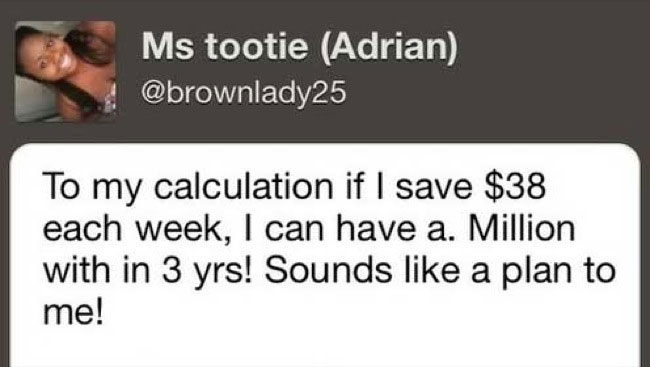 Ms tootie (Adrian)
@brownlady25
To my calculation if I save $38
each week, I can have a. Million
with in 3 yrs! Sounds like a plan to
me!